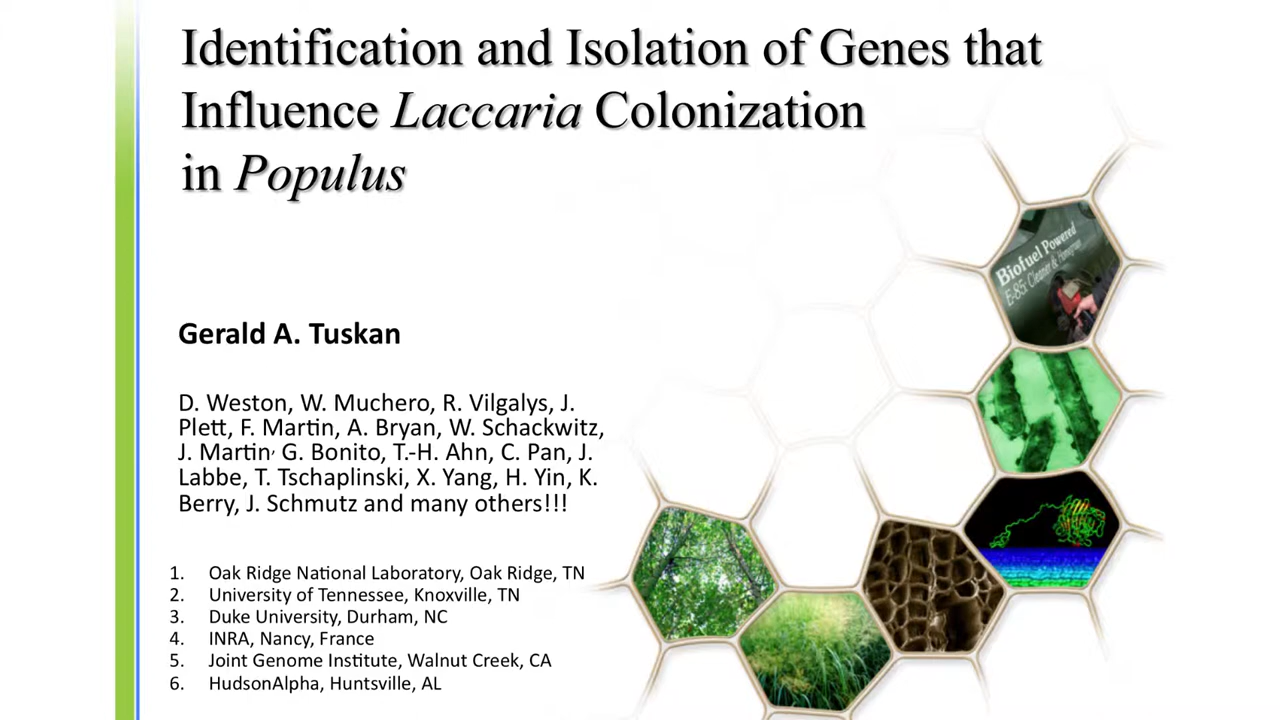 Identification and Isolation of Genes that
Influence Laccaria Colonization
in Populus
Gerald A. Tuskan
D. Weston, W. Muchero, R. Vilgalys, J.
Plett, F. Martin, A. Bryan, W. Schackwitz,
J. Martin, G. Bonito, T.-H. Ahn, C. Pan, J.
Labbe, T. Tschaplinski, X. Yang, H. Yin, K.
Berry, J. Schmutz and many others!!!
1. Oak Ridge National Laboratory, Oak Ridge, TN
2. University of Tennessee, Knoxville, TN
3. Duke University, Durham, NC
4. INRA, Nancy, France
5. Joint Genome Institute, Walnut Creek, CA
6. HudsonAlpha, Huntsville, AL
Biofuel Powered
E-85: Cleaner & Homegrown